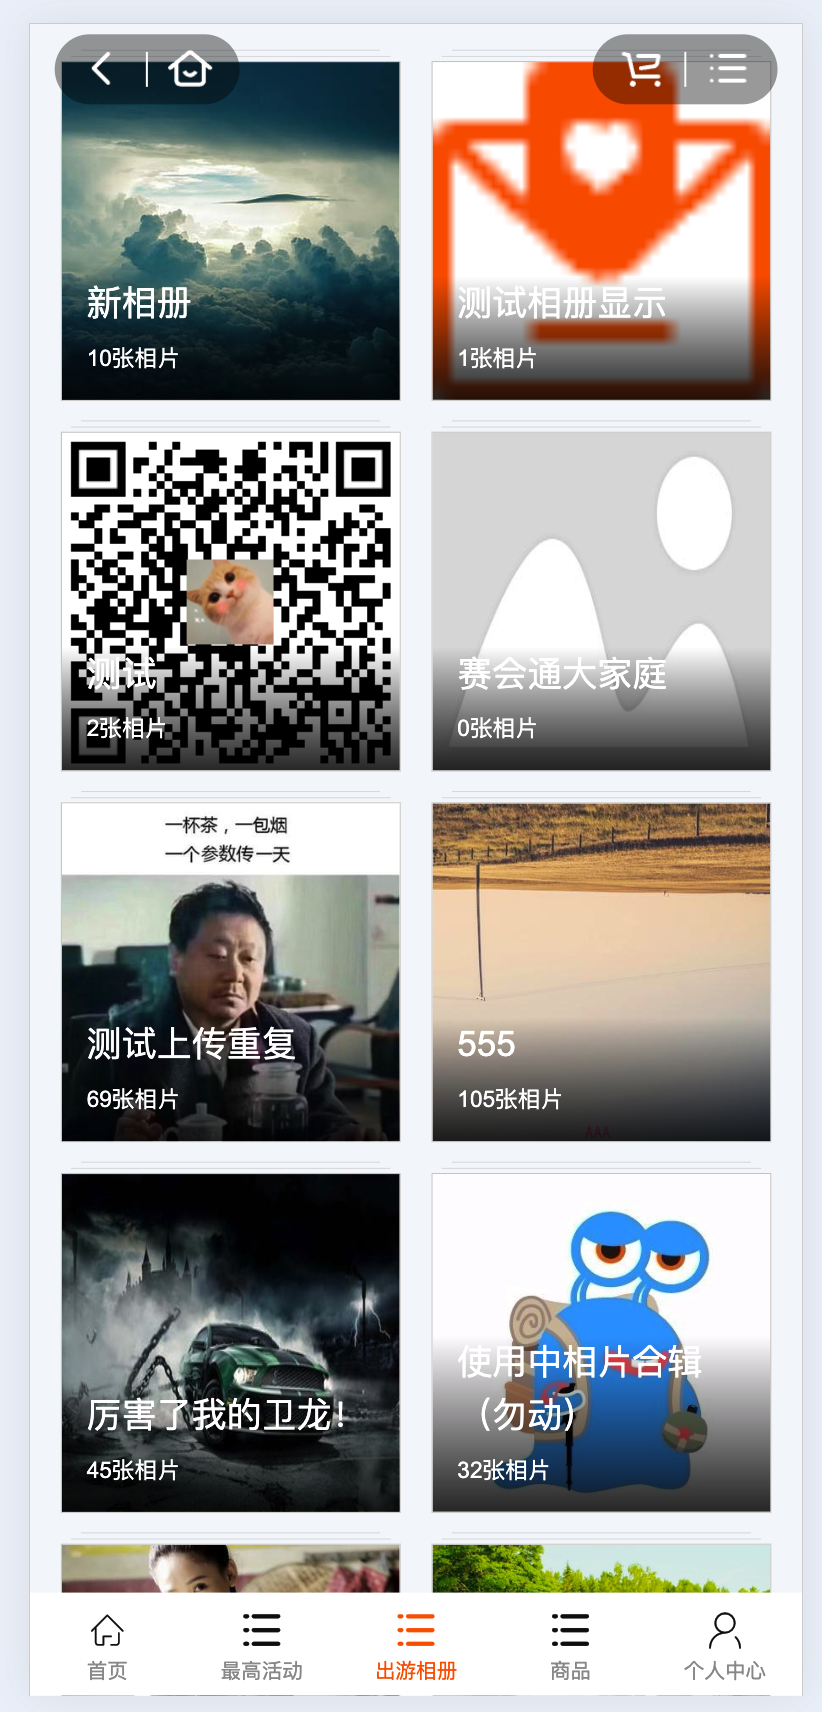 新相册
10张相片
测试相册显示
1张相片
测试
2张相片
赛会通大家庭
0张相片
一杯茶，一包烟
一个参数传一天
测试上传重复
69张相片
555
105张相片
AAA
厉害了我的卫龙!
45张相片
使用中相片合辑
（勿动）
32张相片
首页
最高活动
出游相册
商品
个人中心